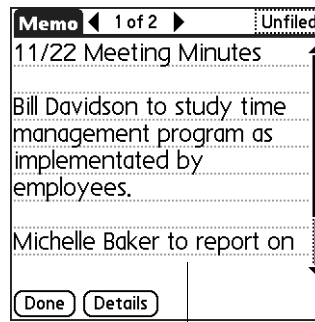 Memo 1 of 2 Unfiled
11/22 Meeting Minutes
Bill Davidson to study time
management program as
implementated by
employees.
Michelle Baker to report on
Done Details